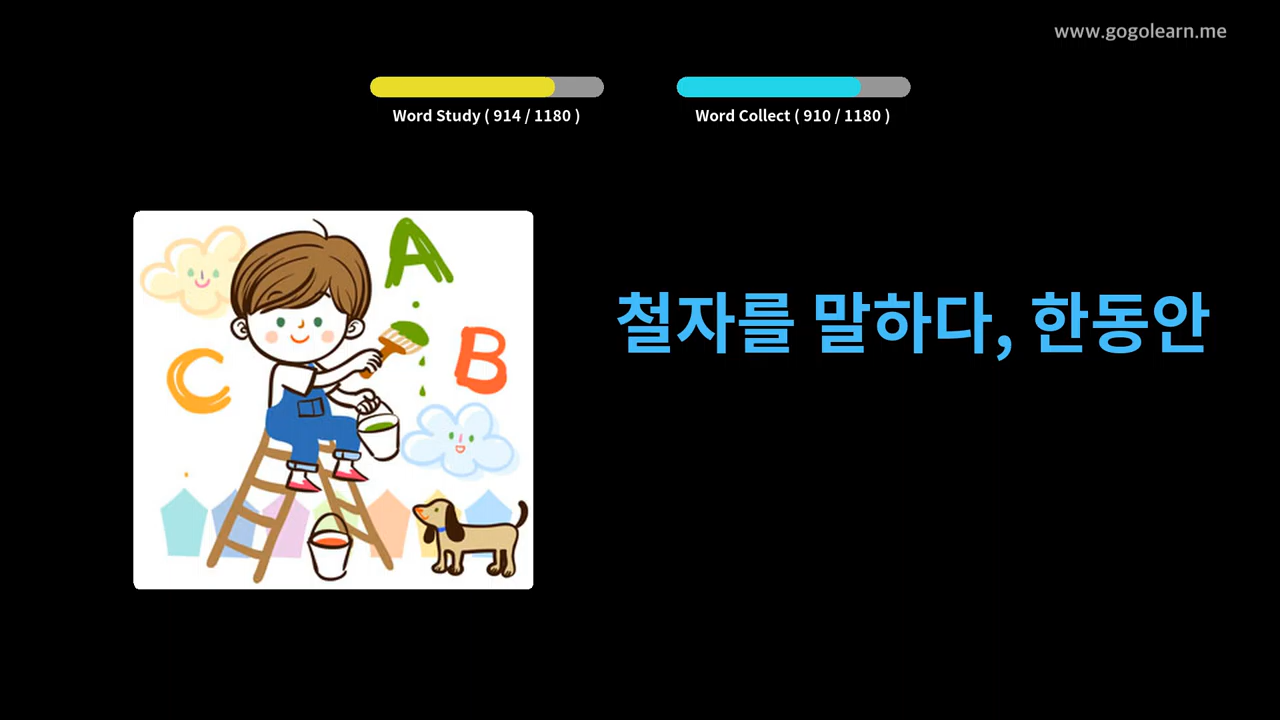 www.gogolearn.me
Word Study ( 914 / 1180 )
Word Collect ( 910 / 1180 )
A
B
C
철자를 말하다, 한동안